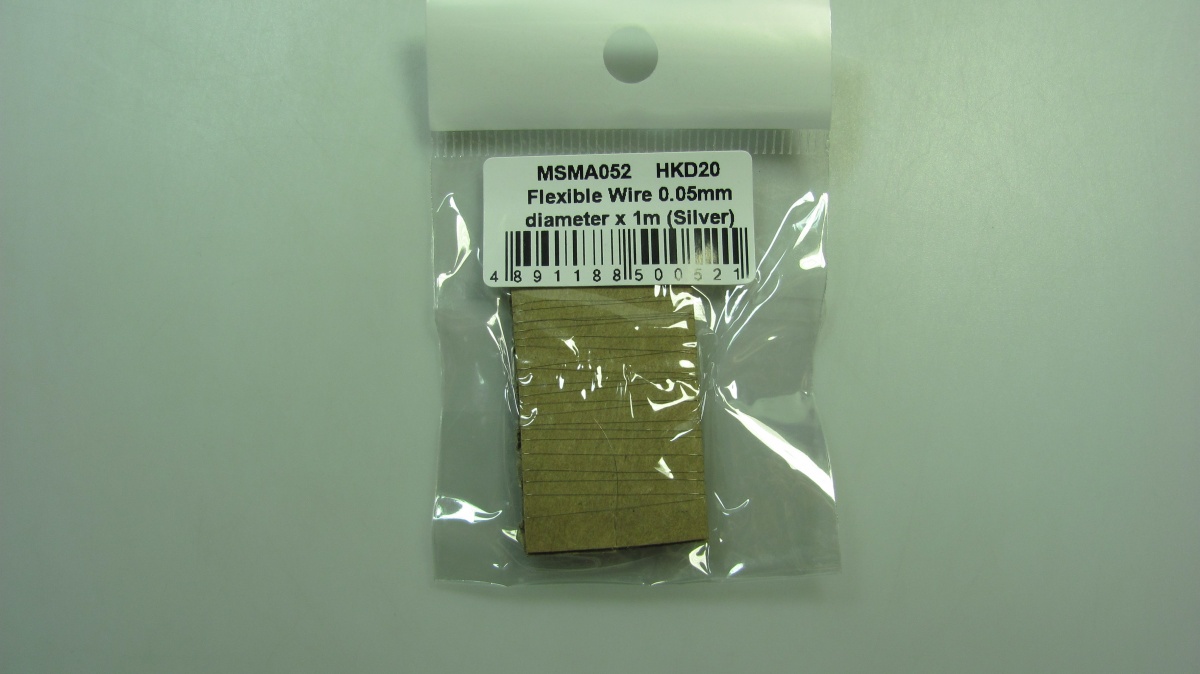 MSMA052 HKD20
Flexible Wire 0.05mm
diameter x 1m (Silver)
4 891188 500521